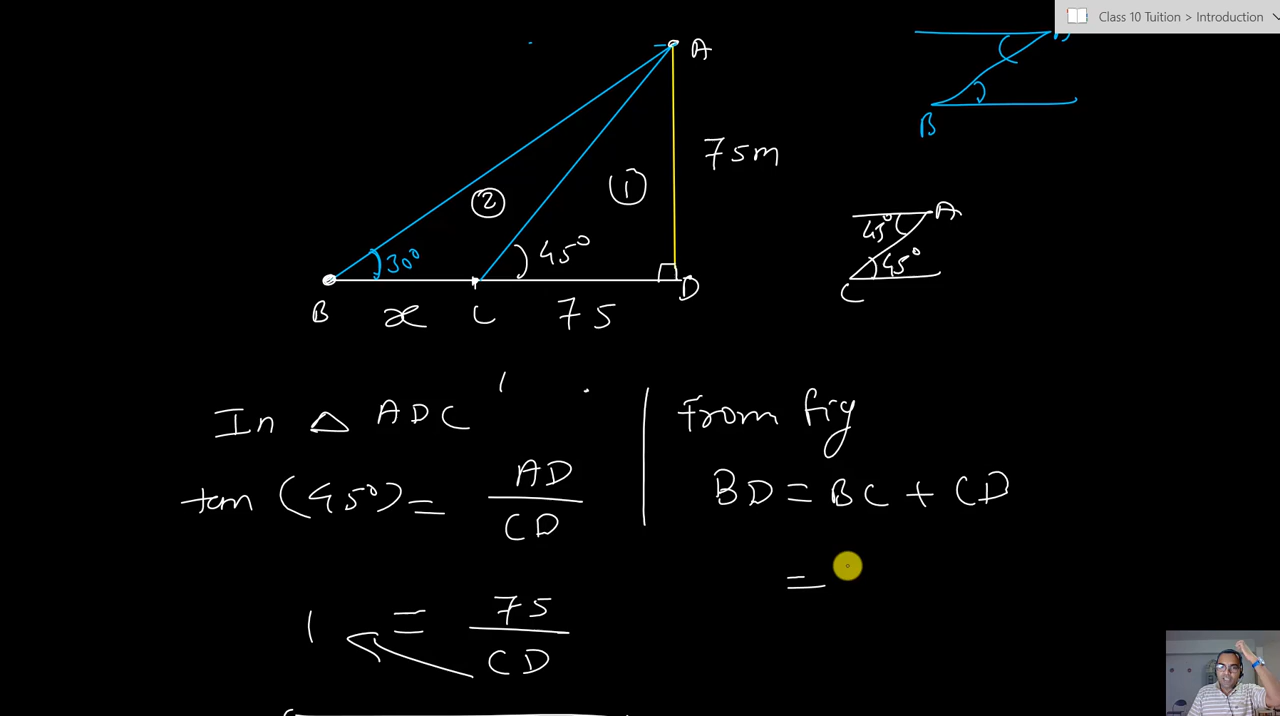 Class 10 Tuition > Introduction
A
B
75m
1
2
A
45°
45°
30°
45°
C
D
B
x
C
75
In △ ADC
From fig
tan (45°) = AD/CD
BD = BC + CD
=
1 = 75/CD